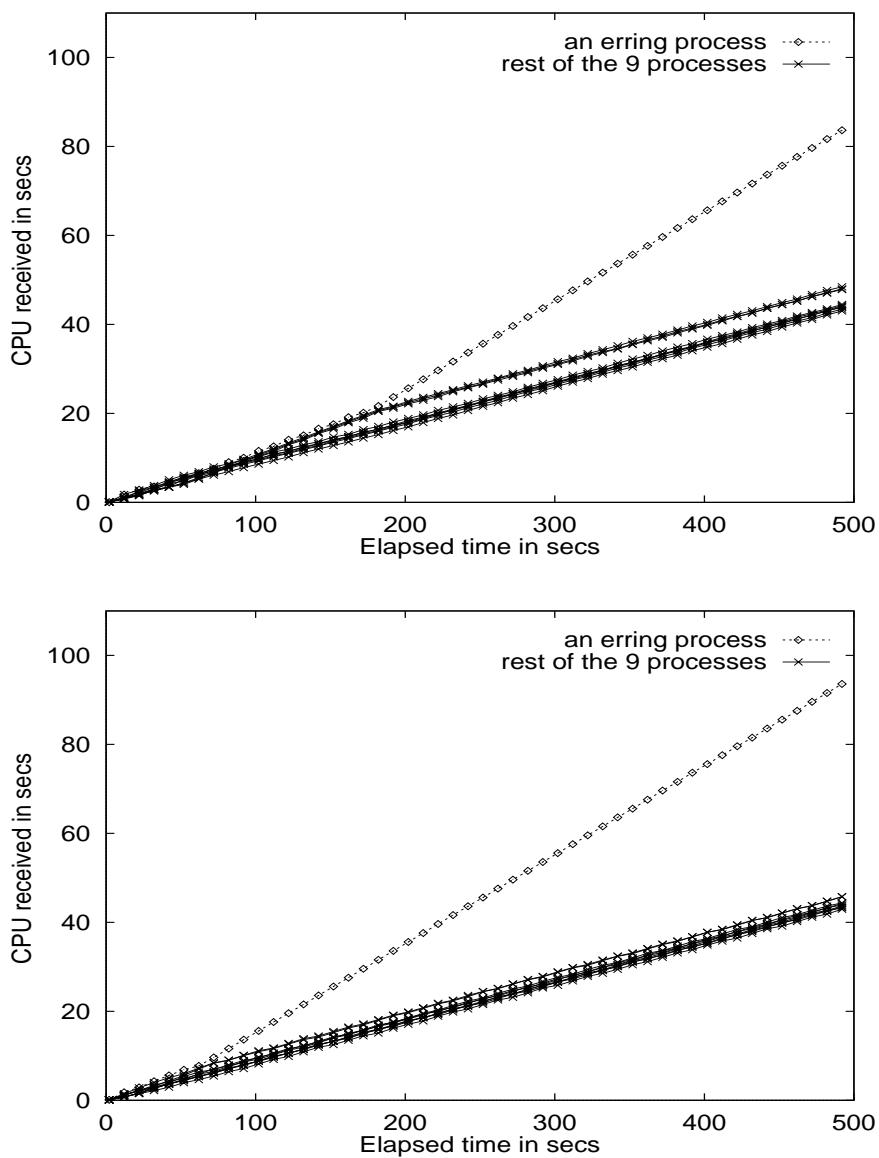 100
80
60
40
20
0
0 100 200 300 400 500
CPU received in secs
Elapsed time in secs
an erring process
rest of the 9 processes
100
80
60
40
20
0
0 100 200 300 400 500
CPU received in secs
Elapsed time in secs
an erring process
rest of the 9 processes